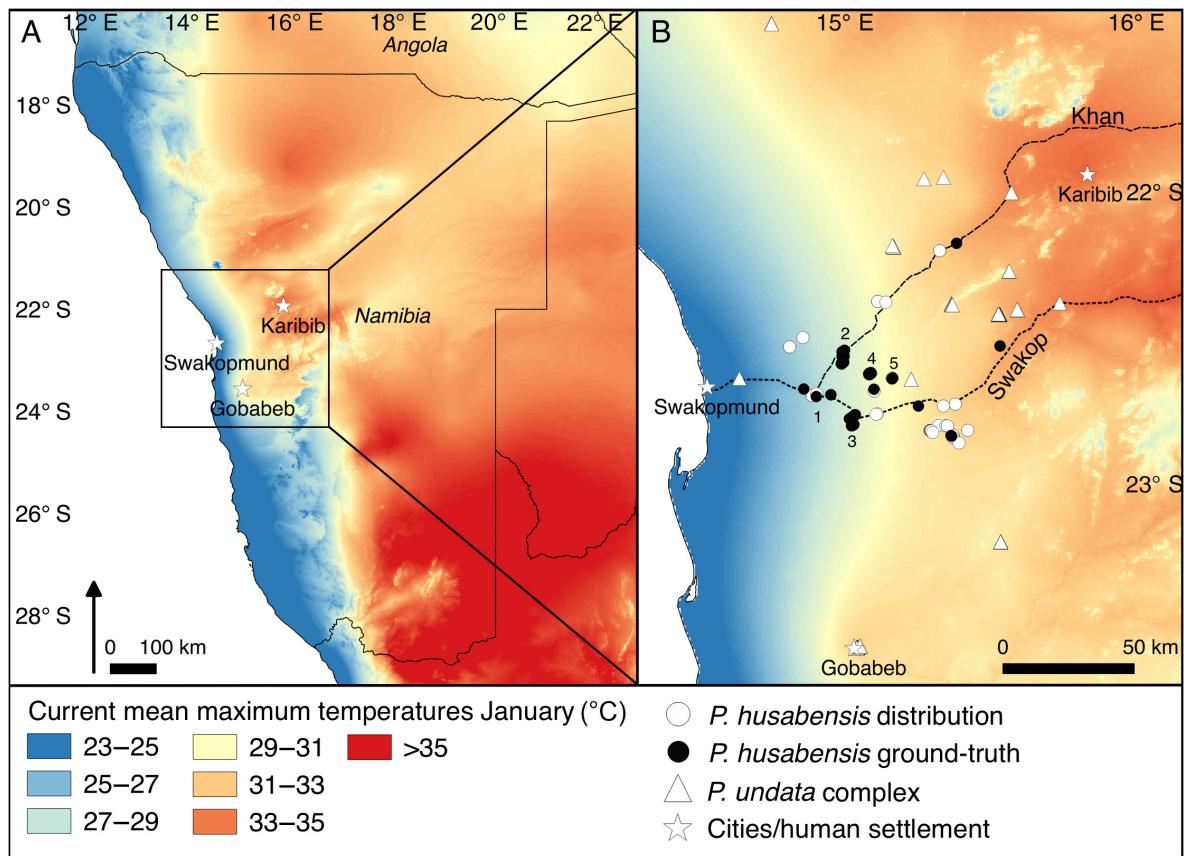 A
12° E 14° E 16° E 18° E 20° E 22° E
Angola
18° S
20° S
22° S
24° S
26° S
28° S
Karibib
Namibia
Swakopmund
Gobabeb
0 100 km
B
15° E 16° E
Khan
Karibib 22° S
2
4 5
Swakop
Swakopmund
1
3
23° S
Gobabeb
0 50 km
Current mean maximum temperatures January (°C)
23–25 29–31 >35
25–27 31–33
27–29 33–35
P. husabensis distribution
P. husabensis ground-truth
P. undata complex
Cities/human settlement